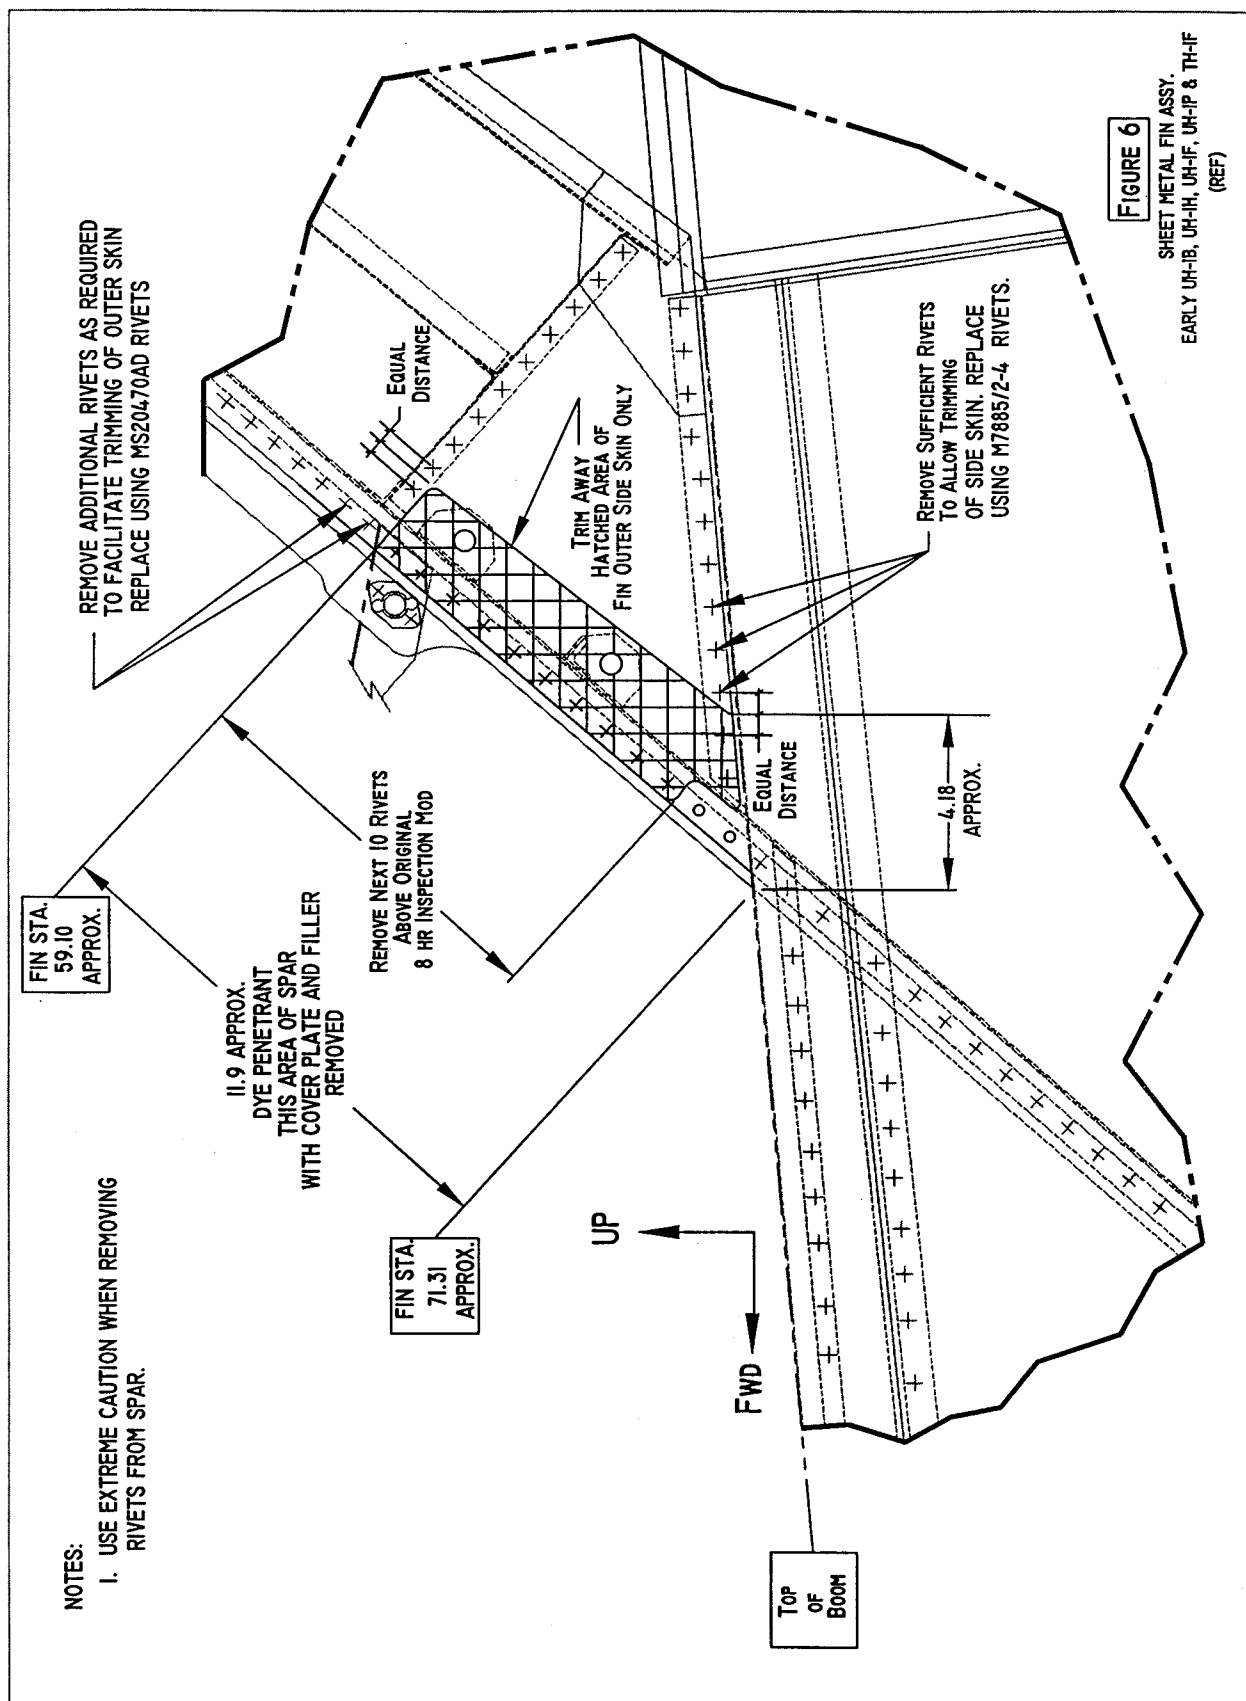 NOTES:
1. USE EXTREME CAUTION WHEN REMOVING
RIVETS FROM SPAR.
FIN STA.
59.10
APPROX.
REMOVE ADDITIONAL RIVETS AS REQUIRED
TO FACILITATE TRIMMING OF OUTER SKIN
REPLACE USING MS20470AD RIVETS
11.9 APPROX.
DYE PENETRANT
THIS AREA OF SPAR
WITH COVER PLATE AND FILLER
REMOVED
REMOVE NEXT 10 RIVETS
ABOVE ORIGINAL
8 HR INSPECTION MOD
EQUAL
DISTANCE
FIN STA.
71.31
APPROX.
TRIM AWAY
HATCHED AREA OF
FIN OUTER SIDE SKIN ONLY
UP
FWD
EQUAL
DISTANCE
TOP
OF
BOOM
4.18
APPROX.
REMOVE SUFFICIENT RIVETS
TO ALLOW TRIMMING
OF SIDE SKIN. REPLACE
USING M7885/2-4 RIVETS.
FIGURE 6
SHEET METAL FIN ASSY.
EARLY UH-1B, UH-1H, UH-1F, UH-1P & TH-1F
(REF)